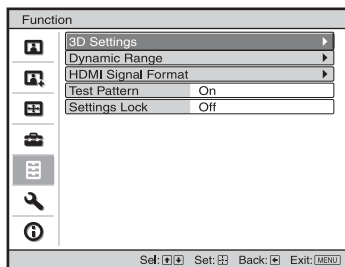 Function
3D Settings
Dynamic Range
HDMI Signal Format
Test Pattern On
Settings Lock Off
Sel: Set: Back: Exit: MENU